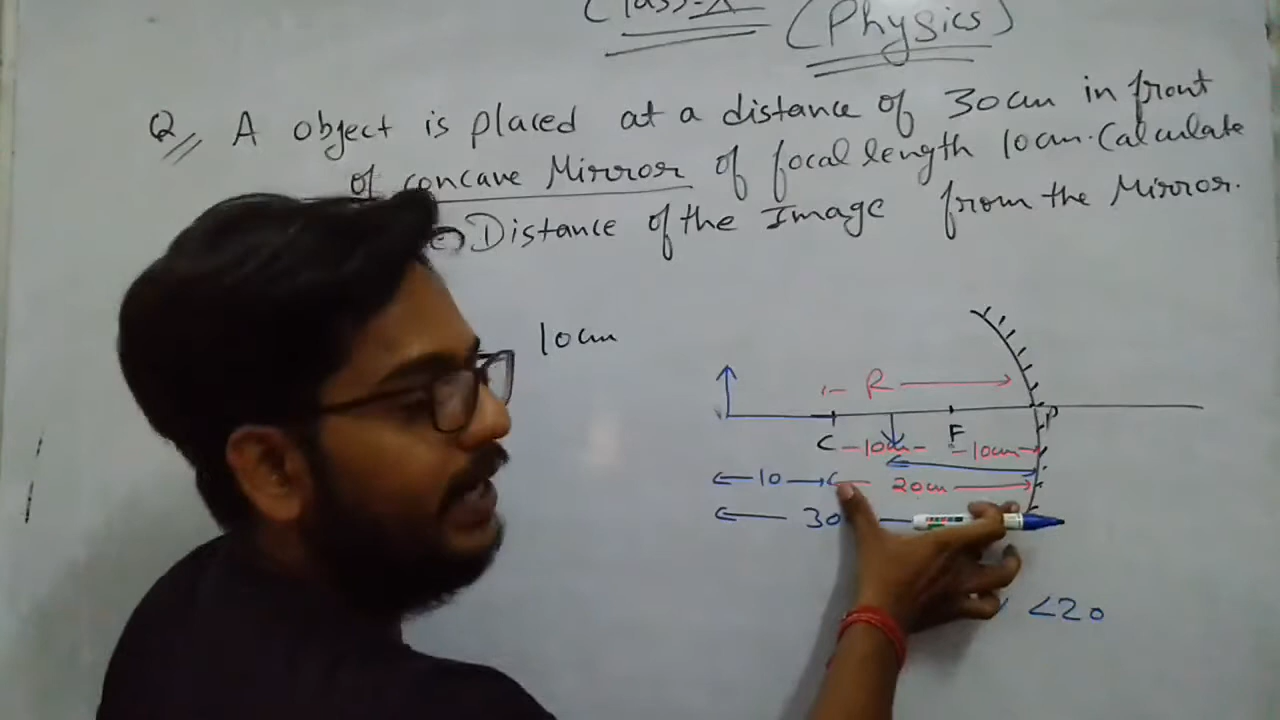 Class-X
(Physics)
Q A object is placed at a distance of 30cm in front
of concave Mirror of focal length 10cm. Calculate
Distance of the Image from the Mirror.
10cm
R
P
C F
10cm 10cm
10 20cm
30
<20